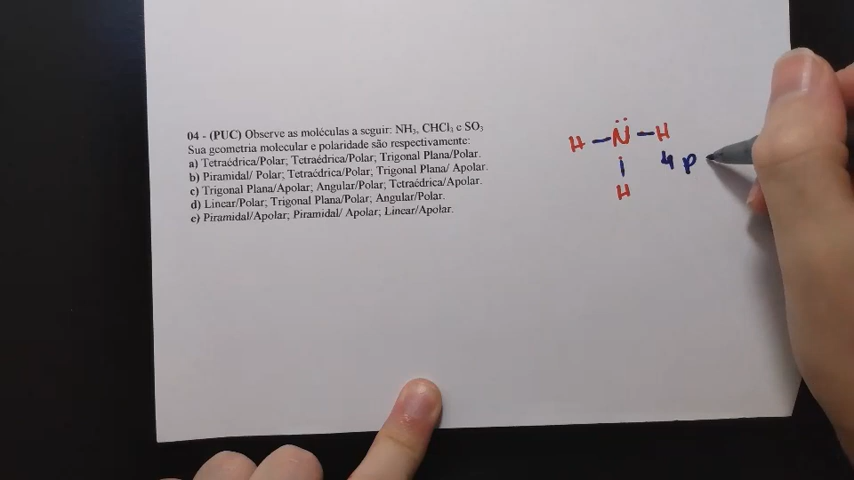 04 - (PUC) Observe as moléculas a seguir: NH₃, CHCl₃ e SO₃
Sua geometria molecular e polaridade são respectivamente:
a) Tetraédrica/Polar; Tetraédrica/Polar; Trigonal Plana/Polar.
b) Piramidal/ Polar; Tetraédrica/Polar; Trigonal Plana/ Apolar.
c) Trigonal Plana/Apolar; Angular/Polar; Tetraédrica/Apolar.
d) Linear/Polar; Trigonal Plana/Polar; Angular/Polar.
e) Piramidal/Apolar; Piramidal/ Apolar; Linear/Apolar.
H – N̈ – H
4 p
H